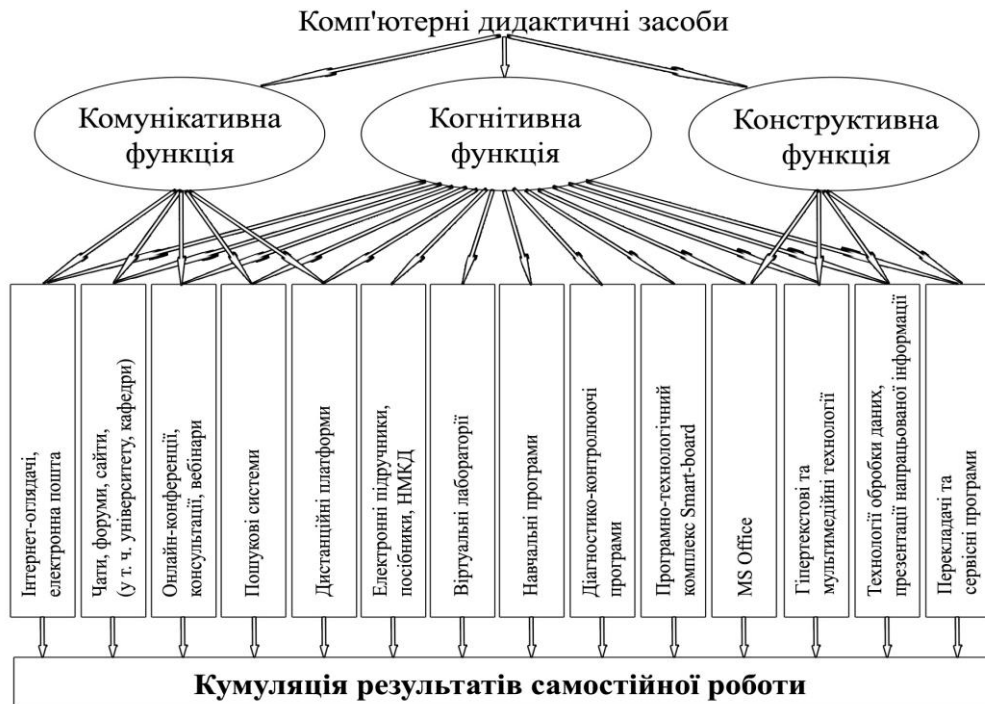 Комп'ютерні дидактичні засоби
Комунікативна
функція
Когнітивна
функція
Конструктивна
функція
Інтернет-оглядачі,
електронна пошта
Чати, форуми, сайти,
(у т. ч. університету, кафедри)
Онлайн-конференції,
консультації, вебінари
Пошукові системи
Дистанційні платформи
Електронні підручники,
посібники, НМКД
Віртуальні лабораторії
Навчальні програми
Діагностико-контролюючі
програми
Програмно-технологічний
комплекс Smart-board
MS Office
Гіпертекстові та
мультимедійні технології
Технології обробки даних,
презентації напрацьованої інформації
Перекладачі та
сервісні програми
Кумуляція результатів самостійної роботи